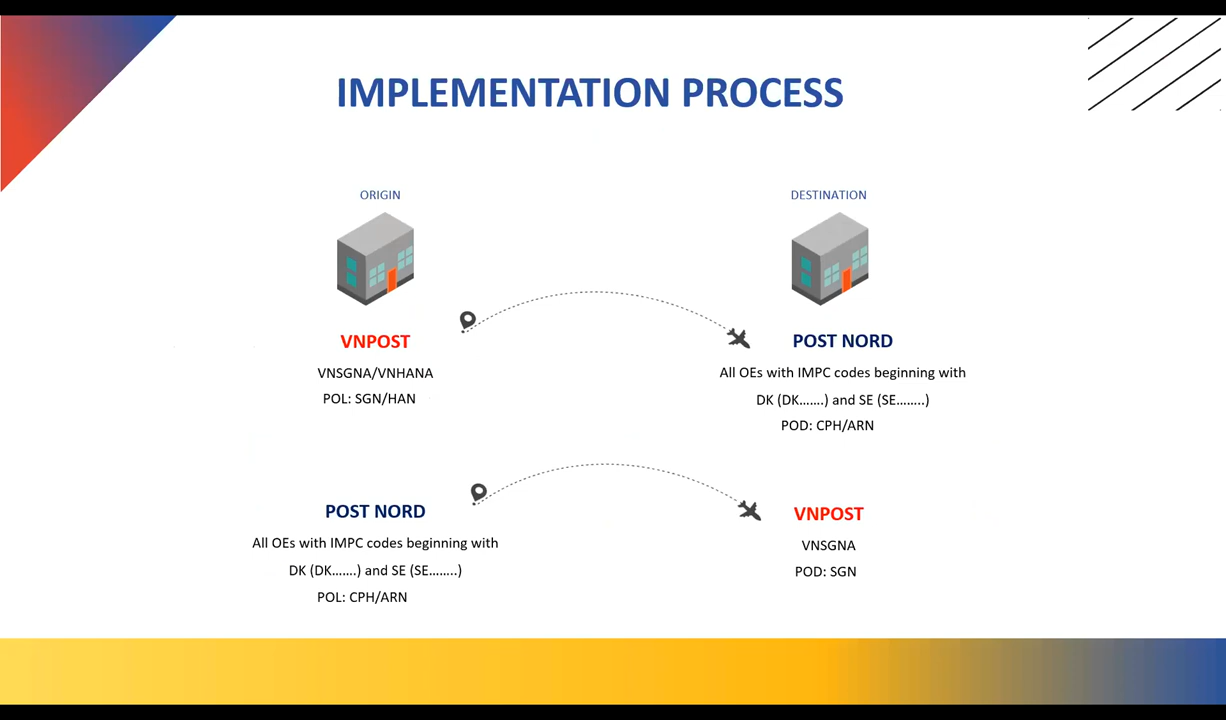 IMPLEMENTATION PROCESS
ORIGIN
DESTINATION
VNPOST
VNSGNA/VNHANA
POL: SGN/HAN
POST NORD
All OEs with IMPC codes beginning with
DK (DK.......) and SE (SE........)
POD: CPH/ARN
POST NORD
All OEs with IMPC codes beginning with
DK (DK.......) and SE (SE........)
POL: CPH/ARN
VNPOST
VNSGNA
POD: SGN